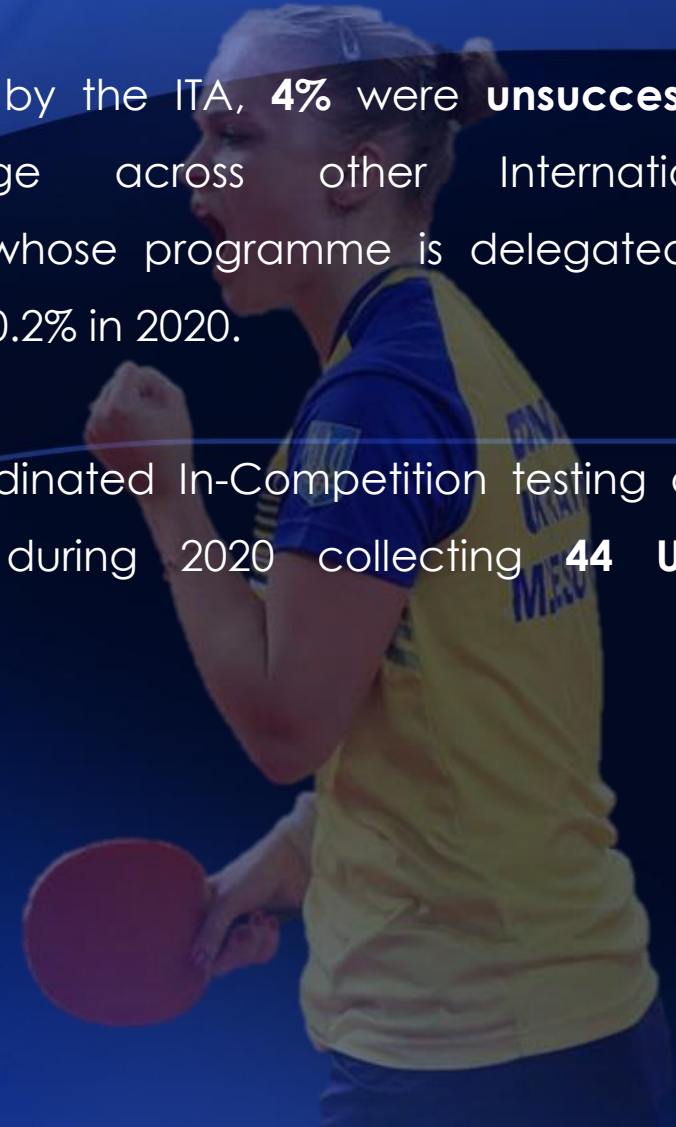 by the ITA, 4% were unsucces
ge across other Internatio
whose programme is delegated
0.2% in 2020.
dinated In-Competition testing
during 2020 collecting 44 U